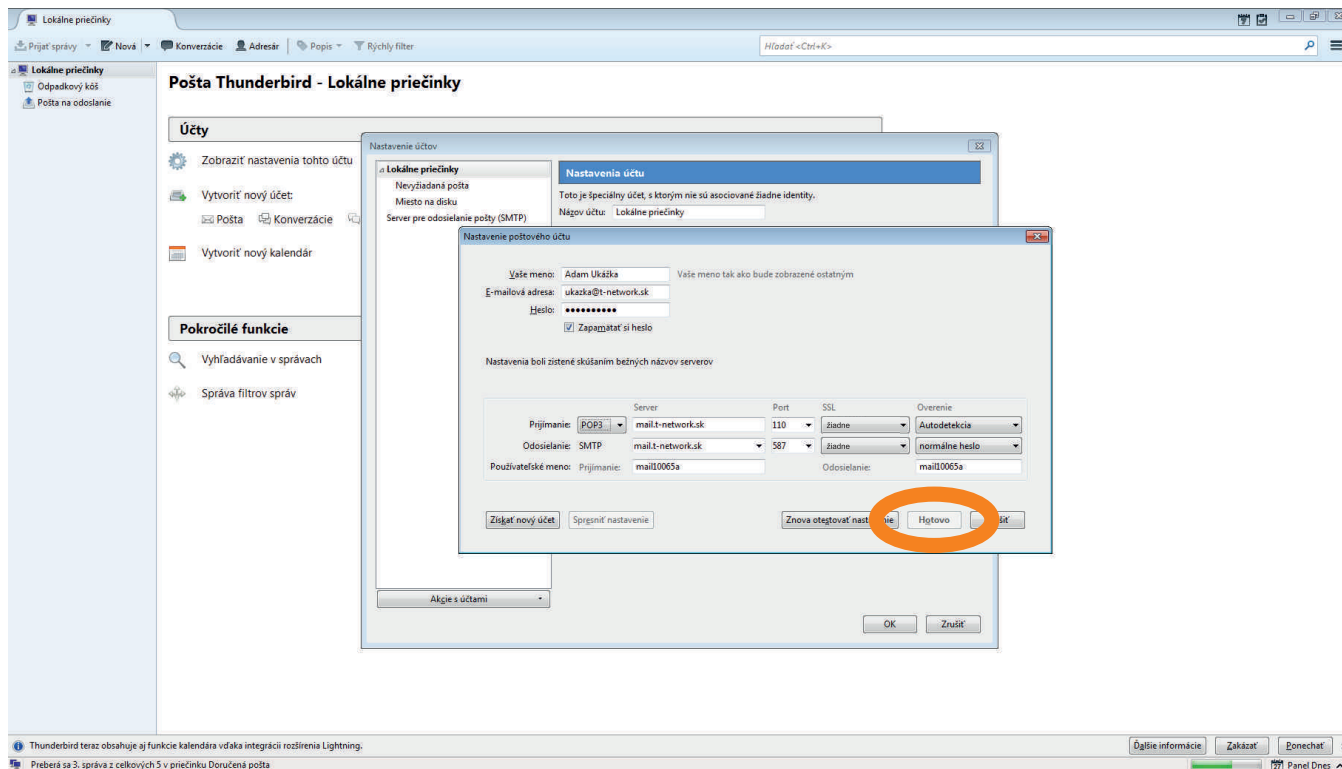 Lokálne priečinky
Prijať správy Nová Konverzácie Adresár Popis Rýchly filter Hľadať <Ctrl+K>
Lokálne priečinky
Odpadkový kôš
Pošta na odoslanie
Pošta Thunderbird - Lokálne priečinky
Účty
Zobraziť nastavenia tohto účtu
Vytvoriť nový účet:
Pošta Konverzácie
Vytvoriť nový kalendár
Pokročilé funkcie
Vyhľadávanie v správach
Správa filtrov správ
Nastavenie účtov
Lokálne priečinky
Nevyžiadaná pošta
Miesto na disku
Server pre odosielanie pošty (SMTP)
Nastavenia účtu
Toto je špeciálny účet, s ktorým nie sú asociované žiadne identity.
Názov účtu: Lokálne priečinky
Nastavenie poštového účtu
Vaše meno: Adam Ukážka Vaše meno tak ako bude zobrazené ostatným
E-mailová adresa: ukazka@t-network.sk
Heslo: ••••••••••
Zapamätať si heslo
Nastavenia boli zistené skúšaním bežných názvov serverov
Server Port SSL Overenie
Prijímanie: POP3 mail.t-network.sk 110 žiadne Autodetekcia
Odosielanie: SMTP mail.t-network.sk 587 žiadne normálne heslo
Používateľské meno: Prijímanie: mail10065a Odosielanie: mail10065a
Získať nový účet Spresniť nastavenie Znova otestovať nast nie Hotovo šiť
Akcie s účtami
OK Zrušiť
Thunderbird teraz obsahuje aj funkcie kalendára vďaka integrácii rozšírenia Lightning. Ďalšie informácie Zakázať Ponechať
Preberá sa 3. správa z celkových 5 v priečinku Doručená pošta 27 Panel Dnes